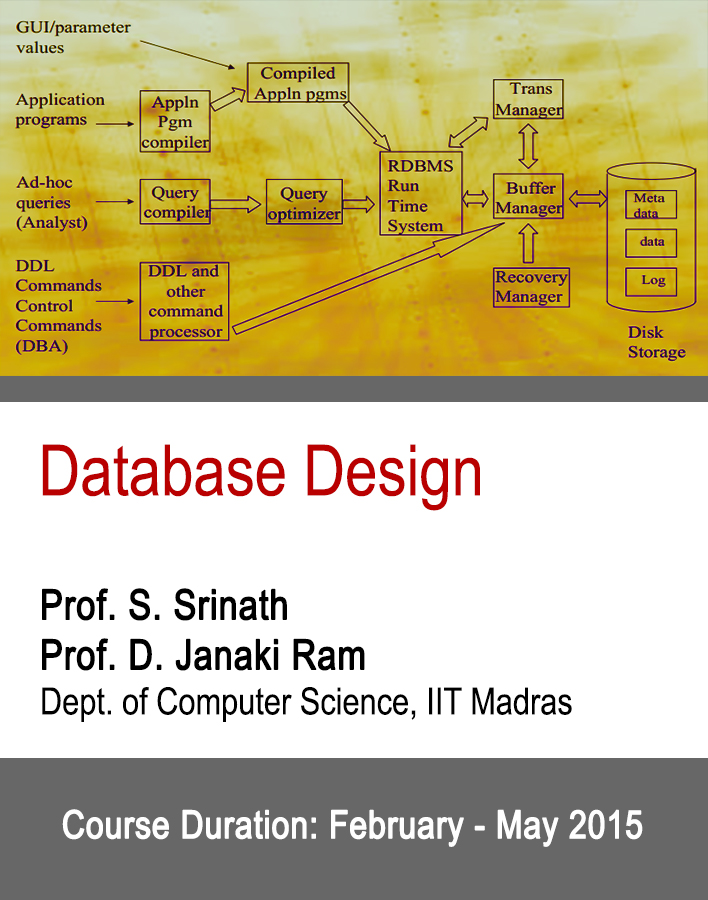 GUI/parameter
values
Compiled
Appln pgms
Application
programs
Appln
Pgm
compiler
Trans
Manager
RDBMS
Run
Time
System
Ad-hoc
queries
(Analyst)
Query
compiler
Query
optimizer
Buffer
Manager
Meta
data
data
Log
DDL
Commands
Control
Commands
(DBA)
DDL and
other
command
processor
Recovery
Manager
Disk
Storage
Database Design
Prof. S. Srinath
Prof. D. Janaki Ram
Dept. of Computer Science, IIT Madras
Course Duration: February - May 2015